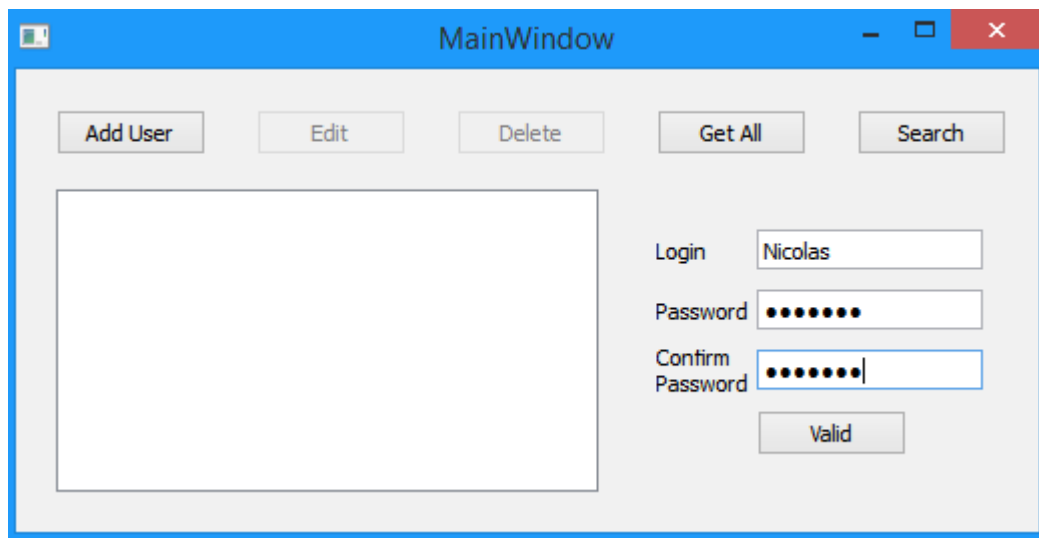 MainWindow
Add User Edit Delete Get All Search
Login Nicolas
Password ●●●●●●●
Confirm
Password ●●●●●●●
Valid